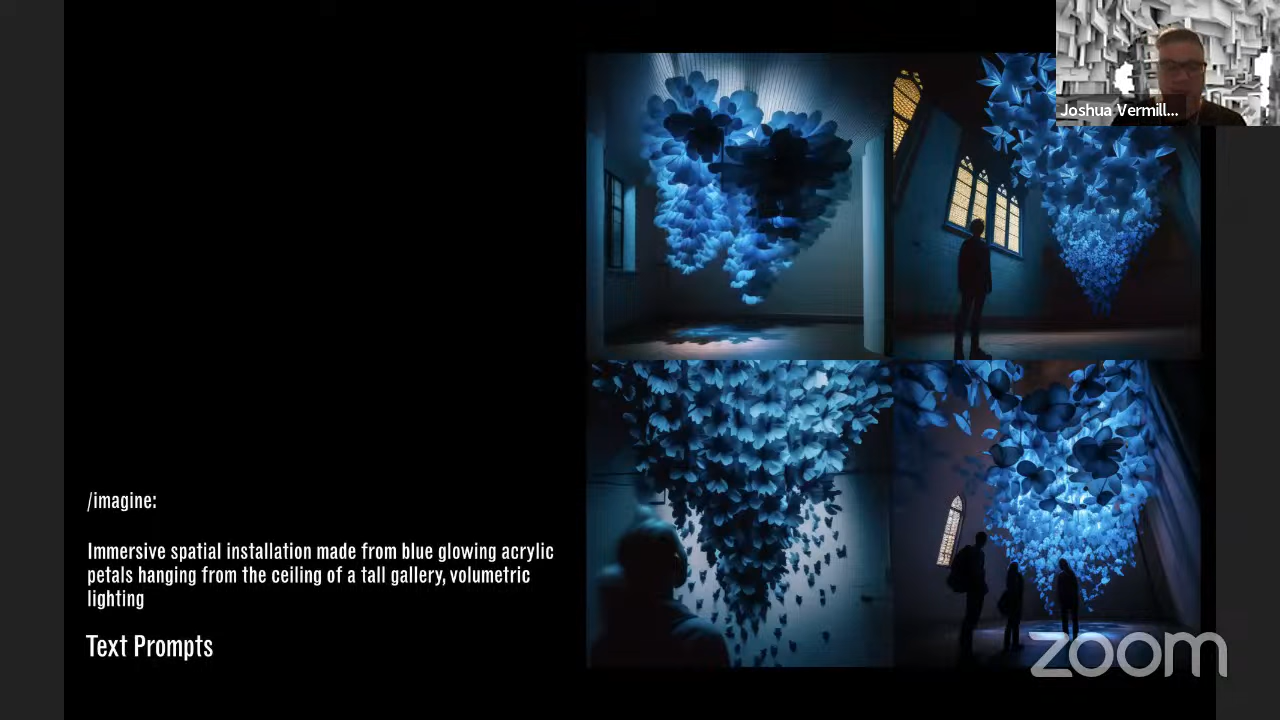 Joshua Vermill...
/imagine:
Immersive spatial installation made from blue glowing acrylic
petals hanging from the ceiling of a tall gallery, volumetric
lighting
Text Prompts
zoom